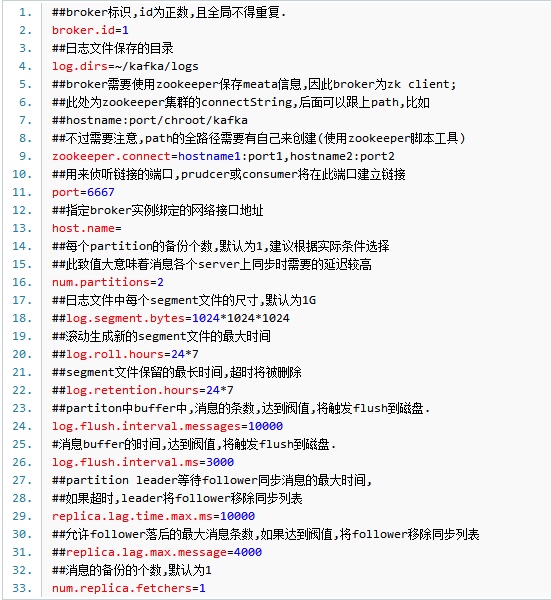 1. ##broker标识,id为正数,且全局不得重复.
2. broker.id=1
3. ##日志文件保存的目录
4. log.dirs=~/kafka/logs
5. ##broker需要使用zookeeper保存meata信息,因此broker为zk client;
6. ##此处为zookeeper集群的connectString,后面可以跟上path,比如
7. ##hostname:port/chroot/kafka
8. ##不过需要注意,path的全路径需要有自己来创建(使用zookeeper脚本工具)
9. zookeeper.connect=hostname1:port1,hostname2:port2
10. ##用来侦听链接的端口,prudcer或consumer将在此端口建立链接
11. port=6667
12. ##指定broker实例绑定的网络接口地址
13. host.name=
14. ##每个partition的备份个数,默认为1,建议根据实际条件选择
15. ##此致值大意味着消息各个server上同步时需要的延迟较高
16. num.partitions=2
17. ##日志文件中每个segment文件的尺寸,默认为1G
18. ##log.segment.bytes=1024*1024*1024
19. ##滚动生成新的segment文件的最大时间
20. ##log.roll.hours=24*7
21. ##segment文件保留的最长时间,超时将被删除
22. ##log.retention.hours=24*7
23. ##partiton中buffer中,消息的条数,达到阀值,将触发flush到磁盘.
24. log.flush.interval.messages=10000
25. #消息buffer的时间,达到阀值,将触发flush到磁盘.
26. log.flush.interval.ms=3000
27. ##partition leader等待follower同步消息的最大时间,
28. ##如果超时,leader将follower移除同步列表
29. replica.lag.time.max.ms=10000
30. ##允许follower落后的最大消息条数,如果达到阀值,将follower移除同步列表
31. ##replica.lag.max.message=4000
32. ##消息的备份的个数,默认为1
33. num.replica.fetchers=1